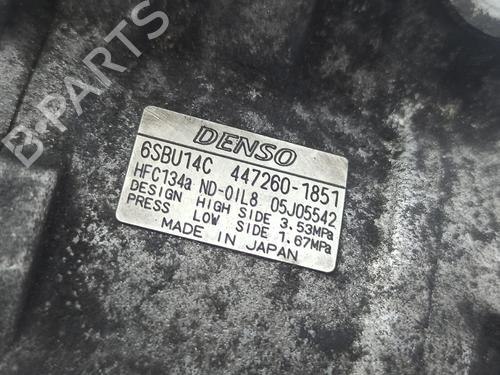 DENSO
6SBU14C 447260-1851
HFC134a ND-OIL8 05J05542
DESIGN HIGH SIDE 3.53MPa
PRESS LOW SIDE 1.67MPa
MADE IN JAPAN